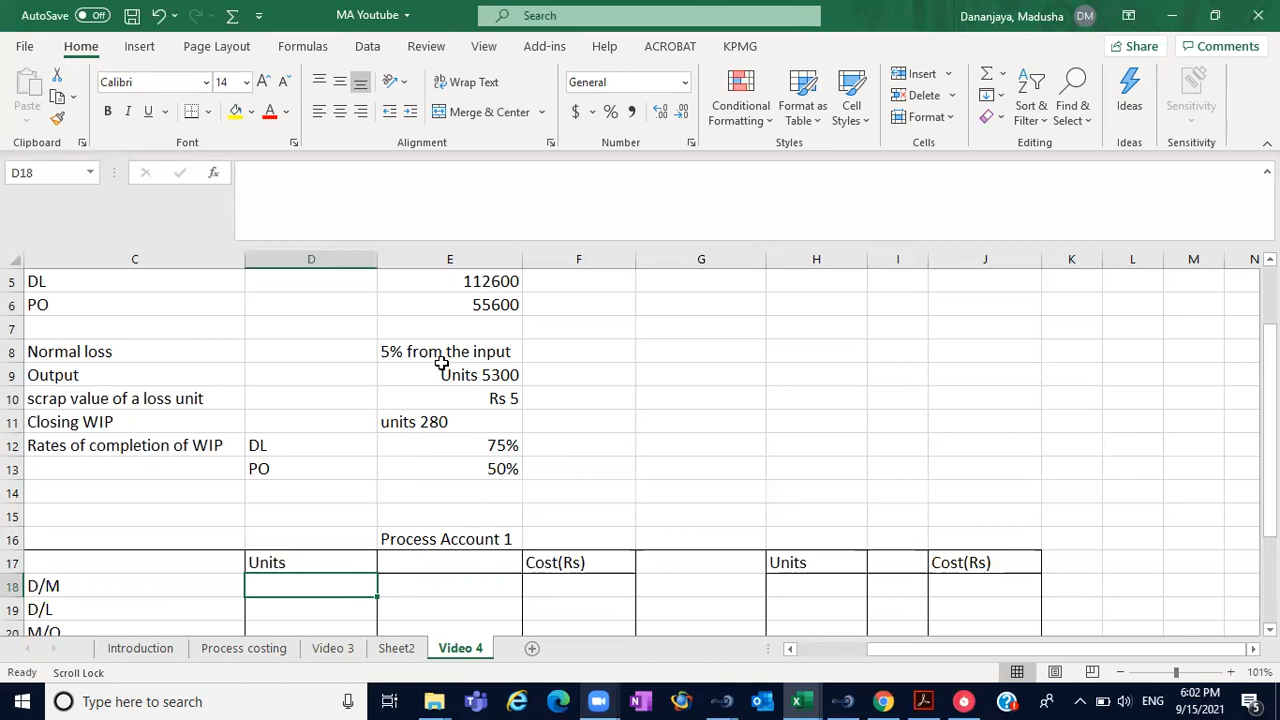 AutoSave Off MA Youtube Search Dananjaya, Madusha DM
File Home Insert Page Layout Formulas Data Review View Add-ins Help ACROBAT KPMG Share Comments
Paste Calibri 14 Wrap Text General Conditional Formatting Format as Table Cell Styles Insert Sort & Filter Find & Select Ideas Sensitivity
B I U Merge & Center $ % Delete
Format
Clipboard Font Alignment Number Styles Cells Editing Ideas Sensitivity
D18 fx
C D E F G H I J K L M N
5 DL 112600
6 PO 55600
7
8 Normal loss 5% from the input
9 Output Units 5300
10 scrap value of a loss unit Rs 5
11 Closing WIP units 280
12 Rates of completion of WIP DL 75%
13 PO 50%
14
15
16 Process Account 1
17 Units Cost(Rs) Units Cost(Rs)
18 D/M
19 D/L
20 M/O
Introduction Process costing Video 3 Sheet2 Video 4
Ready Scroll Lock 101%
Type here to search ENG 6:02 PM 9/15/2021 5